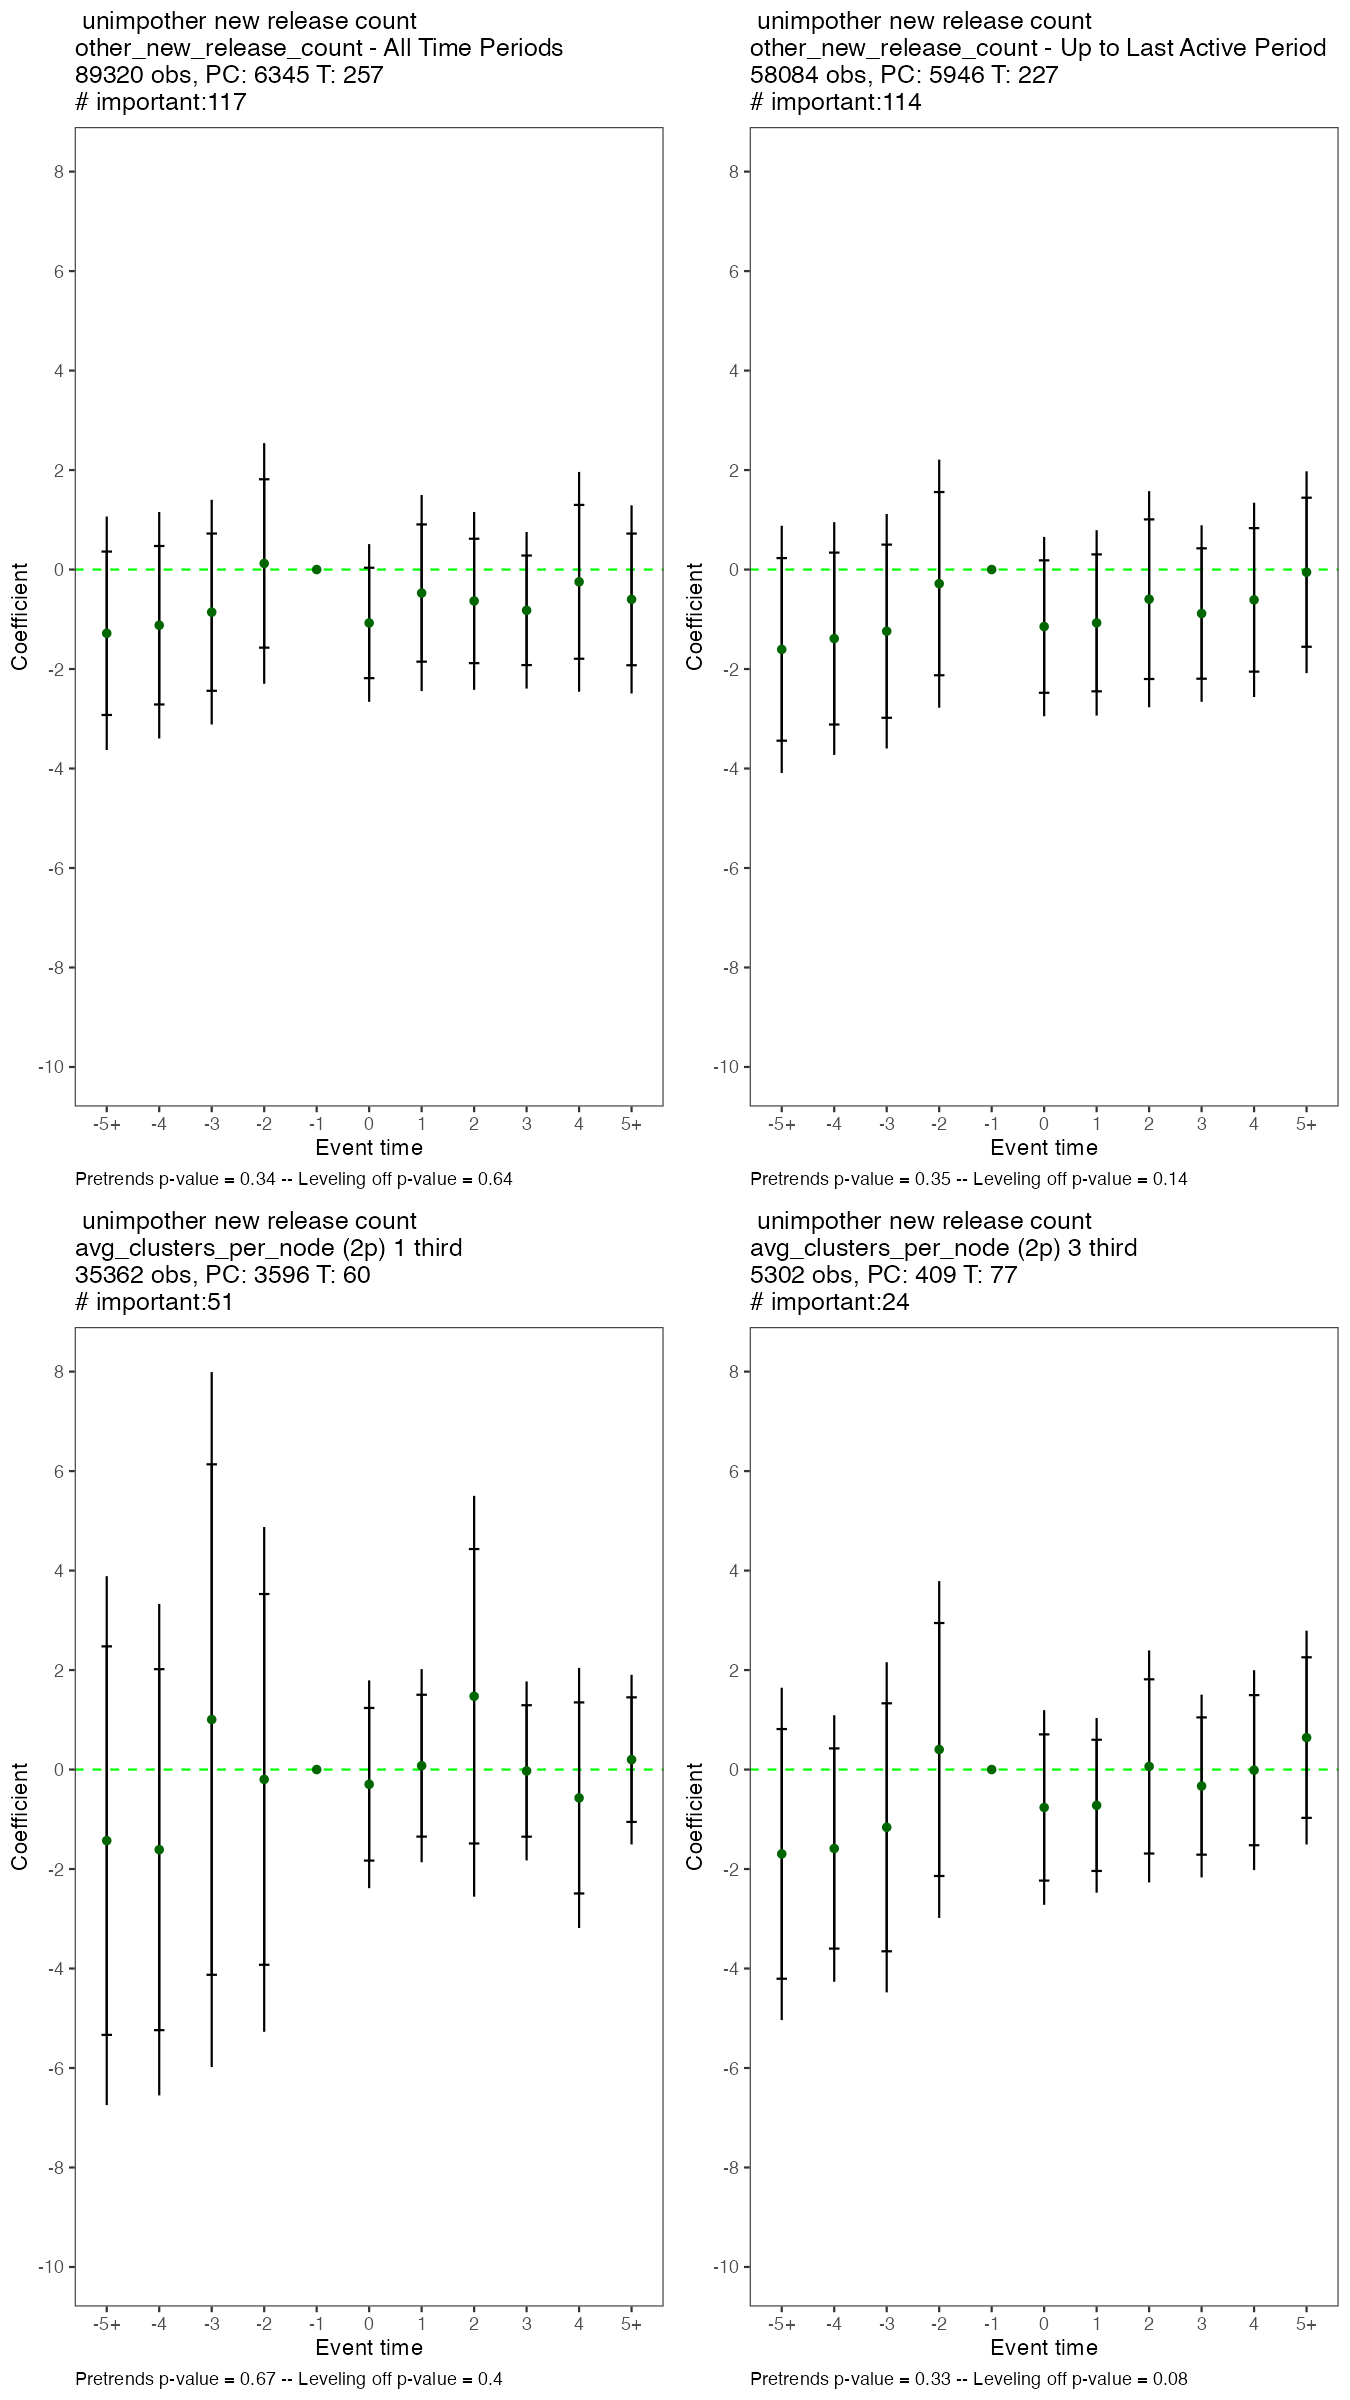 unimpother new release count
other_new_release_count - All Time Periods
89320 obs, PC: 6345 T: 257
# important:117
8
6
4
2
0
-2
-4
-6
-8
-10
Coefficient
-5+ -4 -3 -2 -1 0 1 2 3 4 5+
Event time
Pretrends p-value = 0.34 -- Leveling off p-value = 0.64
unimpother new release count
other_new_release_count - Up to Last Active Period
58084 obs, PC: 5946 T: 227
# important:114
8
6
4
2
0
-2
-4
-6
-8
-10
Coefficient
-5+ -4 -3 -2 -1 0 1 2 3 4 5+
Event time
Pretrends p-value = 0.35 -- Leveling off p-value = 0.14
unimpother new release count
avg_clusters_per_node (2p) 1 third
35362 obs, PC: 3596 T: 60
# important:51
8
6
4
2
0
-2
-4
-6
-8
-10
Coefficient
-5+ -4 -3 -2 -1 0 1 2 3 4 5+
Event time
Pretrends p-value = 0.67 -- Leveling off p-value = 0.4
unimpother new release count
avg_clusters_per_node (2p) 3 third
5302 obs, PC: 409 T: 77
# important:24
8
6
4
2
0
-2
-4
-6
-8
-10
Coefficient
-5+ -4 -3 -2 -1 0 1 2 3 4 5+
Event time
Pretrends p-value = 0.33 -- Leveling off p-value = 0.08